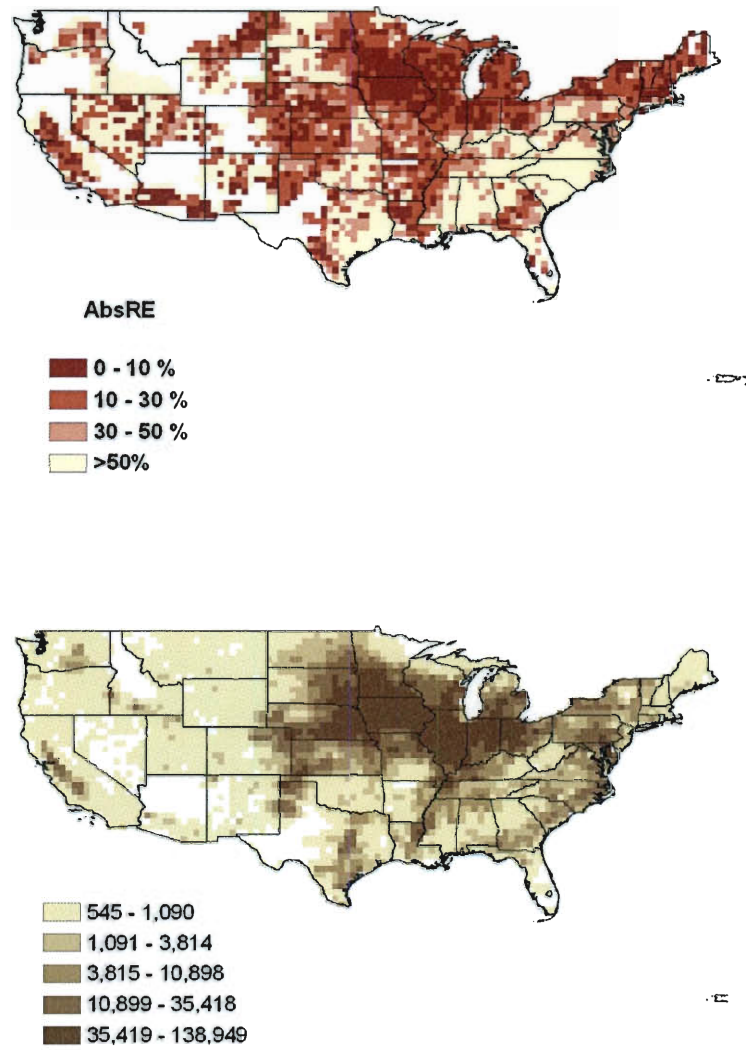 AbsRE
0 - 10 %
10 - 30 %
30 - 50 %
>50%
545 - 1,090
1,091 - 3,814
3,815 - 10,898
10,899 - 35,418
35,419 - 138,949